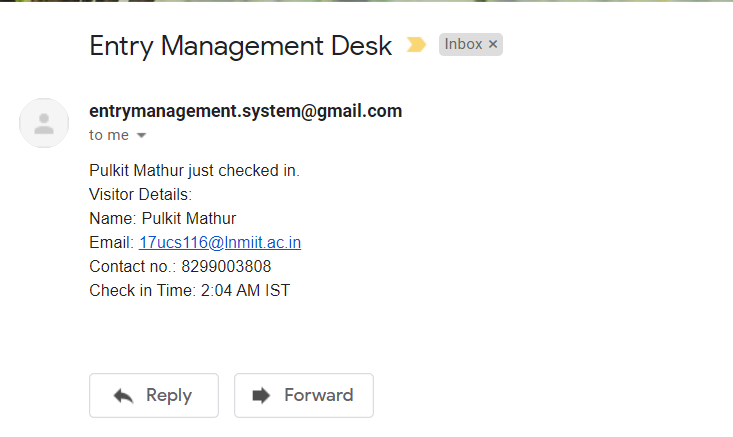 Entry Management Desk Inbox ×
entrymanagement.system@gmail.com
to me
Pulkit Mathur just checked in.
Visitor Details:
Name: Pulkit Mathur
Email: 17ucs116@lnmiit.ac.in
Contact no.: 8299003808
Check in Time: 2:04 AM IST
Reply Forward